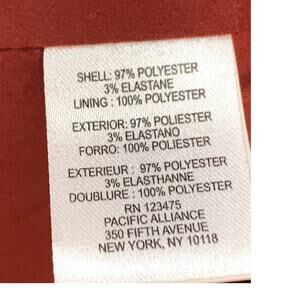 SHELL: 97% POLYESTER
3% ELASTANE
LINING : 100% POLYESTER
EXTERIOR: 97% POLIESTER
3% ELASTANO
FORRO: 100% POLIESTER
EXTERIEUR : 97% POLYESTER
3% ELASTHANNE
DOUBLURE : 100% POLYESTER
RN 123475
PACIFIC ALLIANCE
350 FIFTH AVENUE
NEW YORK, NY 10118